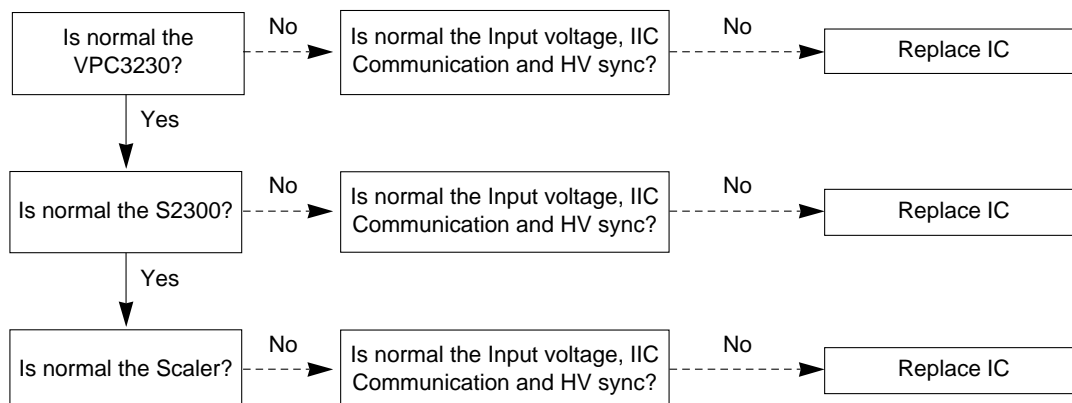 Is normal the
VPC3230?
No
Is normal the Input voltage, IIC
Communication and HV sync?
No
Replace IC
Yes
Is normal the S2300?
No
Is normal the Input voltage, IIC
Communication and HV sync?
No
Replace IC
Yes
Is normal the Scaler?
No
Is normal the Input voltage, IIC
Communication and HV sync?
No
Replace IC